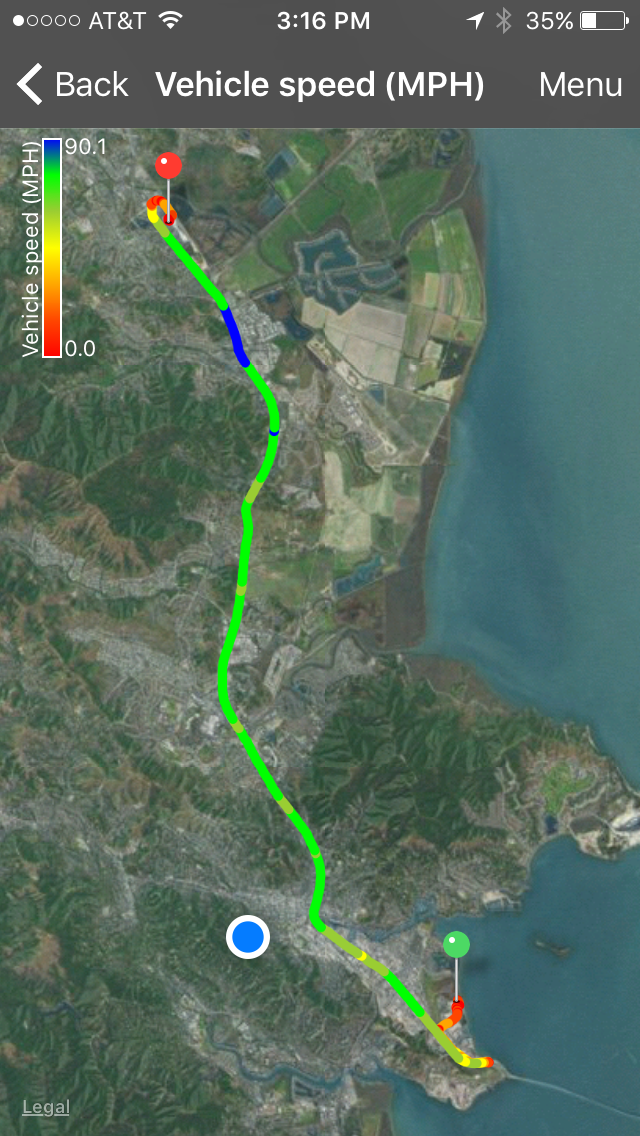 AT&T 3:16 PM 35%
Back Vehicle speed (MPH) Menu
Vehicle speed (MPH)
90.1
0.0
Legal